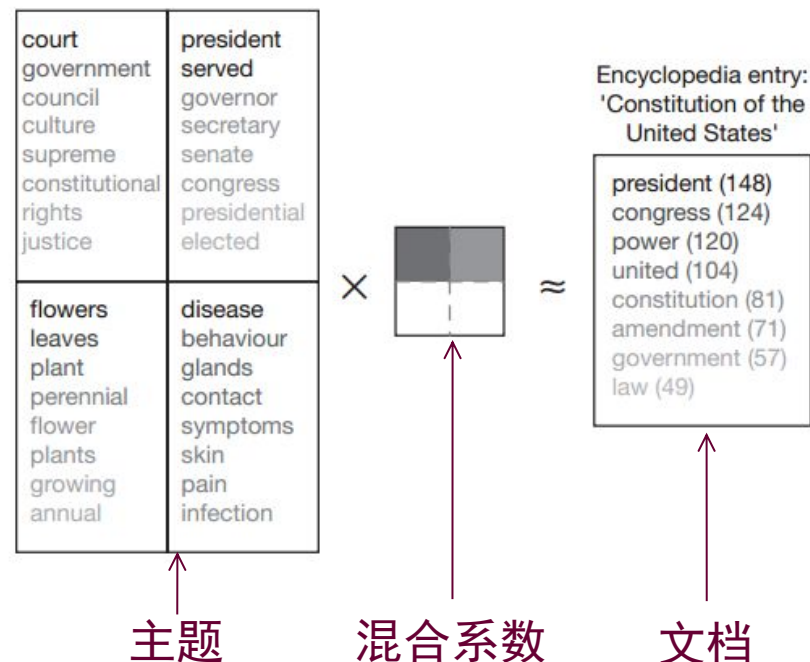 court
government
council
culture
supreme
constitutional
rights
justice
president
served
governor
secretary
senate
congress
presidential
elected
flowers
leaves
plant
perennial
flower
plants
growing
annual
disease
behaviour
glands
contact
symptoms
skin
pain
infection
×
≈
Encyclopedia entry:
'Constitution of the
United States'
president (148)
congress (124)
power (120)
united (104)
constitution (81)
amendment (71)
government (57)
law (49)
主题
混合系数
文档